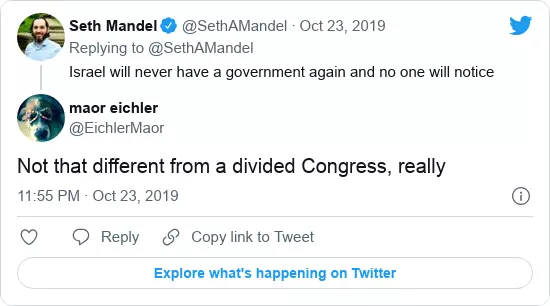 Seth Mandel @SethAMandel · Oct 23, 2019
Replying to @SethAMandel
Israel will never have a government again and no one will notice
maor eichler
@EichlerMaor
Not that different from a divided Congress, really
11:55 PM · Oct 23, 2019
Reply Copy link to Tweet
Explore what's happening on Twitter